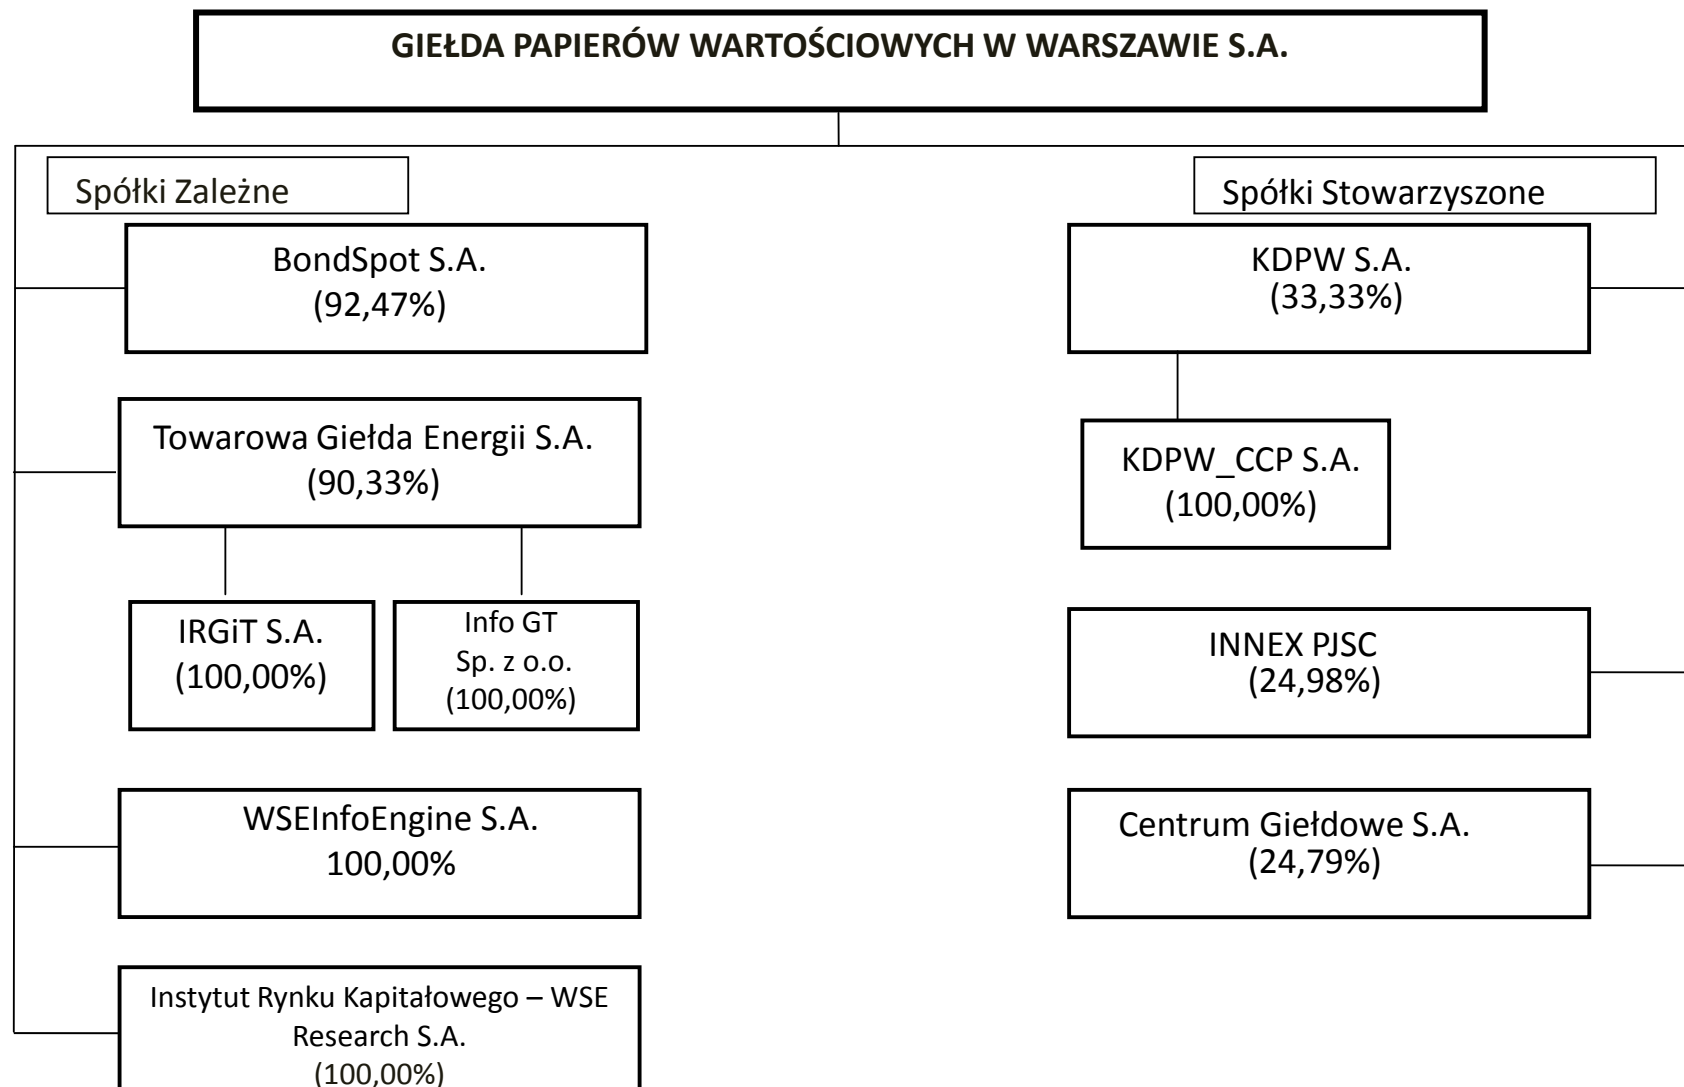 GIEŁDA PAPIERÓW WARTOŚCIOWYCH W WARSZAWIE S.A.
Spółki Zależne
BondSpot S.A.
(92,47%)
Towarowa Giełda Energii S.A.
(90,33%)
IRGiT S.A.
(100,00%)
Info GT
Sp. z o.o.
(100,00%)
WSEInfoEngine S.A.
100,00%
Instytut Rynku Kapitałowego – WSE
Research S.A.
(100,00%)
Spółki Stowarzyszone
KDPW S.A.
(33,33%)
KDPW_CCP S.A.
(100,00%)
INNEX PJSC
(24,98%)
Centrum Giełdowe S.A.
(24,79%)